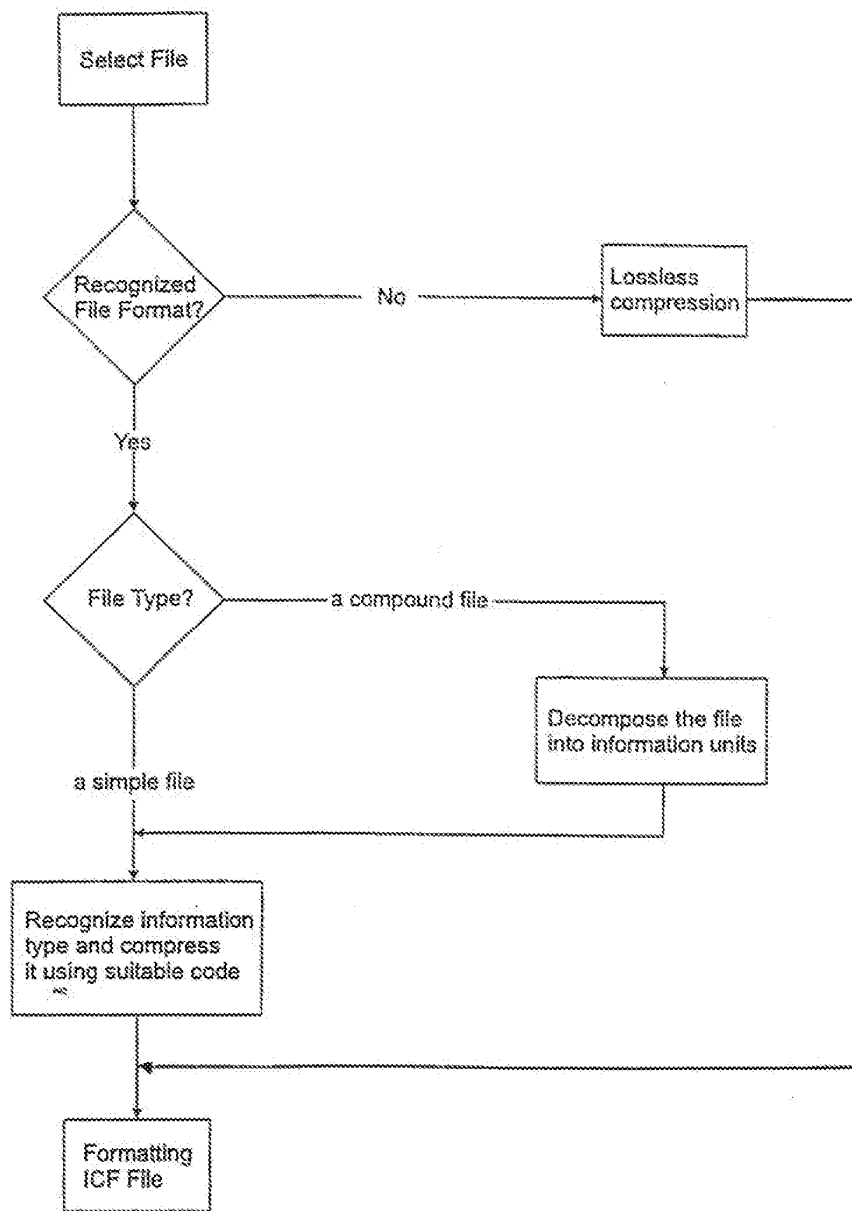 Select File
Recognized
File Format?
No
Lossless
compression
Yes
File Type?
a compound file
Decompose the file
into information units
a simple file
Recognize information
type and compress
it using suitable code
Formatting
ICF File